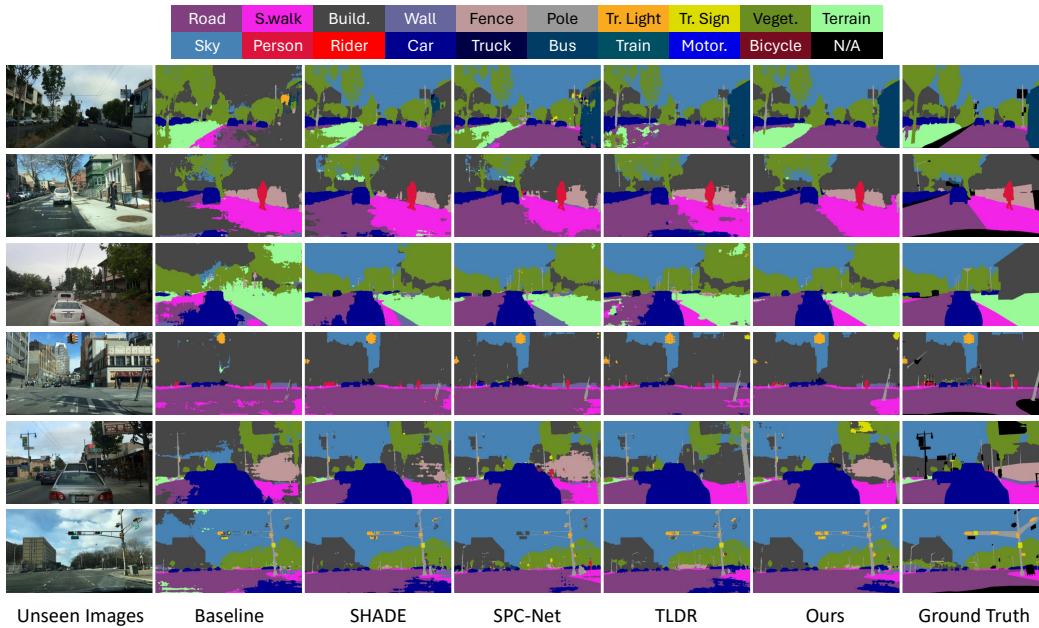 Road S.walk Build. Wall Fence Pole Tr. Light Tr. Sign Veget. Terrain
Sky Person Rider Car Truck Bus Train Motor. Bicycle N/A
Unseen Images Baseline SHADE SPC-Net TLDR Ours Ground Truth